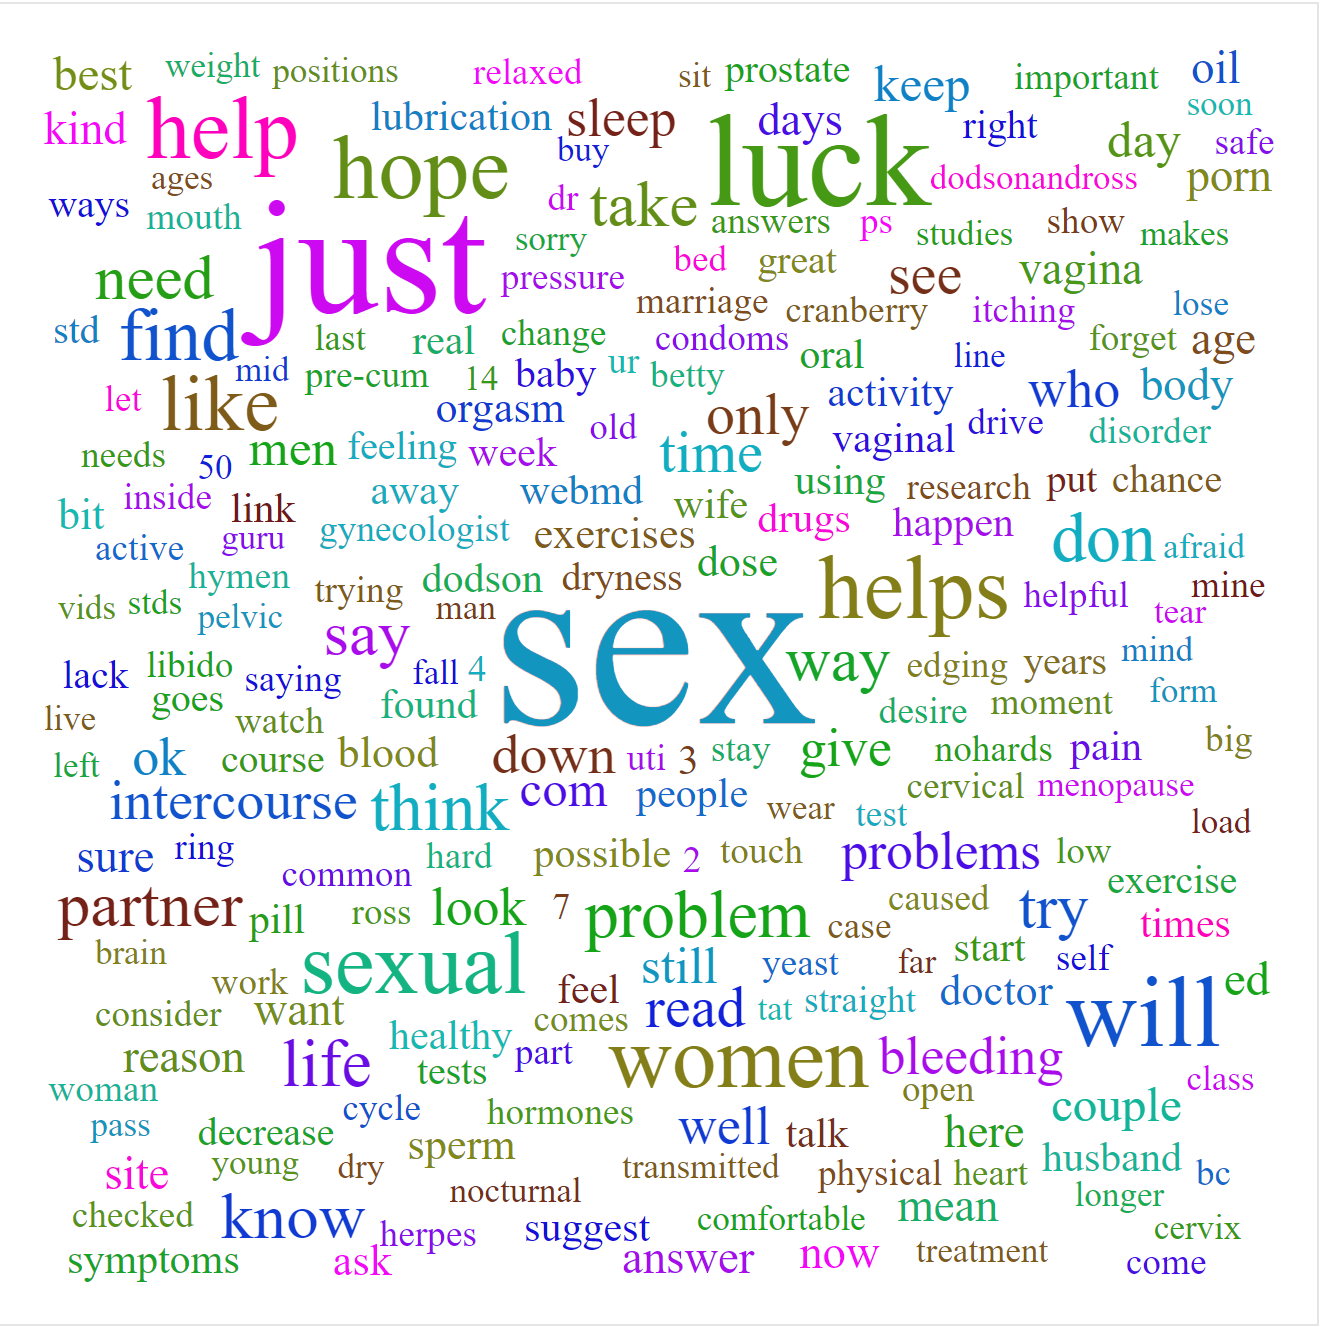 best weight positions relaxed sit prostate keep important oil
kind help lubrication sleep days right soon
ages hope buy luck day safe
ways mouth dr take dodsonandross porn
just sorry answers ps studies show makes
need pressure bed great see vagina
std find last real change marriage cranberry itching lose
mid pre-cum 14 baby ur condoms oral line forget age
let like orgasm old betty only activity who body
needs 50 men feeling week time vaginal drive disorder
bit inside link away webmd wife using research put chance
active guru gynecologist exercises drugs happen don afraid
vids stds hymen trying dodson dryness dose helps helpful mine
pelvic say man sex tear
lack libido saying fall 4 way edging years mind
live goes watch found desire moment form
left ok course blood down uti 3 stay give nohards pain big
intercourse think com people wear test cervical menopause
sure ring common hard possible 2 touch problems low load
partner pill ross look 7 problem case caused try exercise times
brain sexual still yeast far start self
consider work want feel comes read tat straight doctor will ed
reason life healthy tests part women bleeding class
woman pass cycle hormones open couple
decrease sperm well talk here
site young dry nocturnal transmitted physical heart husband bc
checked know herpes suggest comfortable mean longer cervix
symptoms ask answer now treatment come